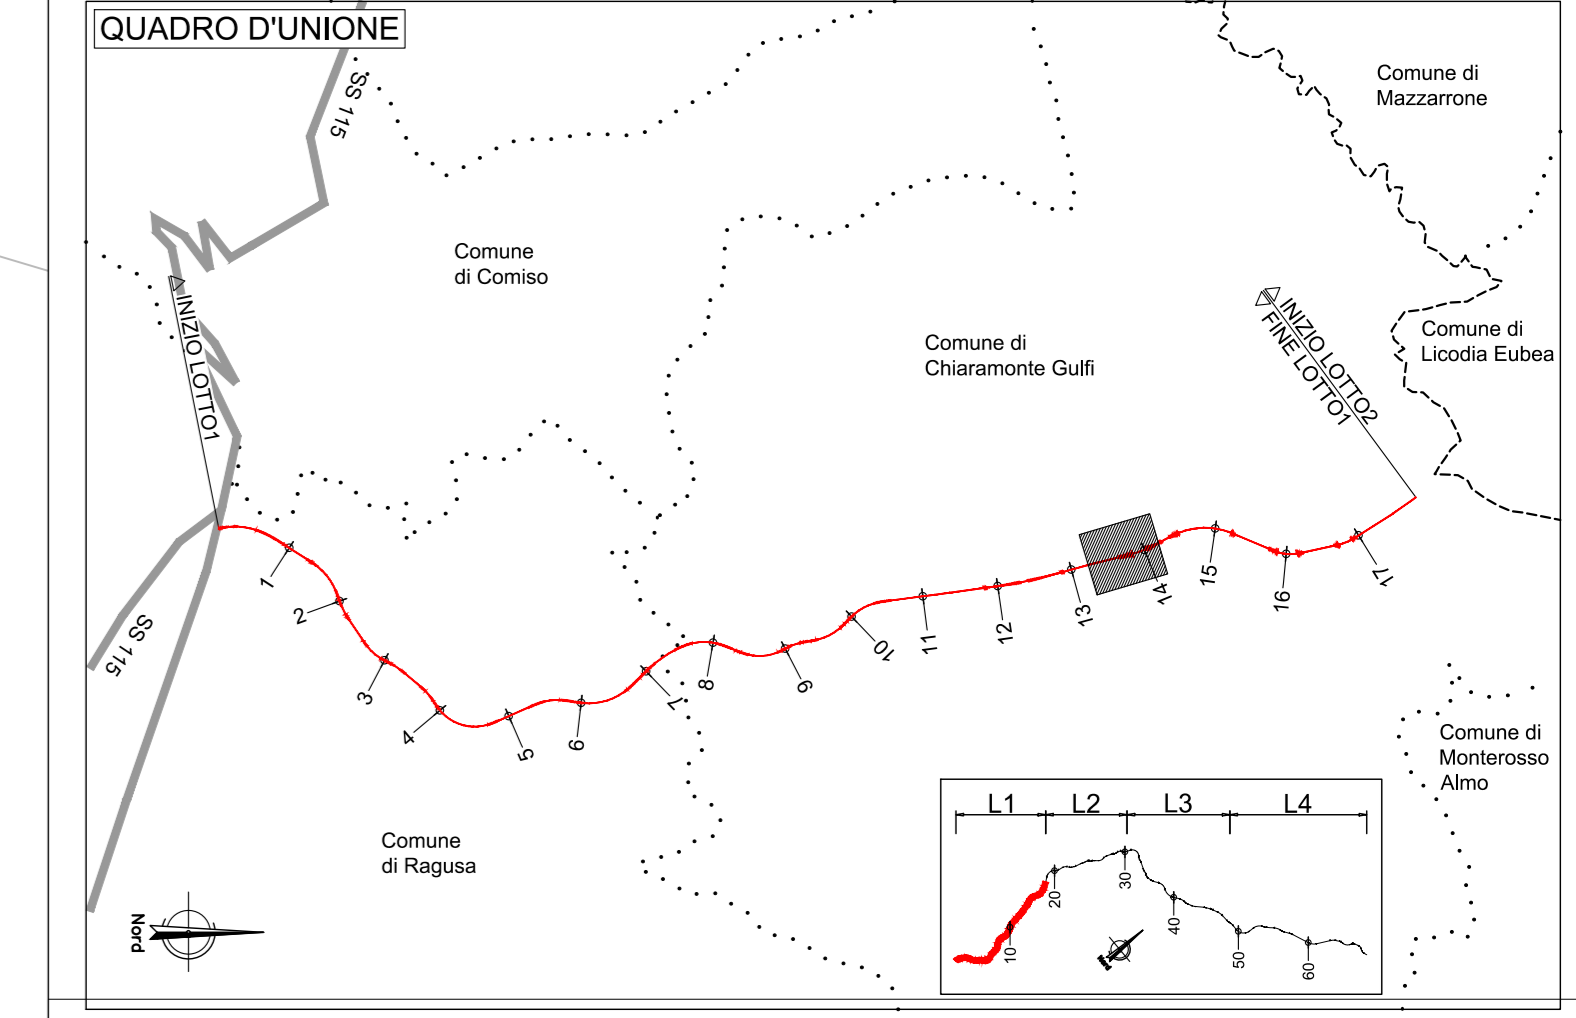 QUADRO D'UNIONE
SS 115
Comune di
Mazzarrone
Comune
di Comiso
INIZIO LOTTO1
INIZIO LOTTO2
FINE LOTTO1
Comune di
Chiaramonte Gulfi
Comune di
Licodia Eubea
1
2
3
4
5
6
7
8
9
10
11
12
13
14
15
16
17
SS 115
Comune di
Monterosso
Almo
Comune
di Ragusa
Nord
L1 L2 L3 L4
10
20
30
40
50
60